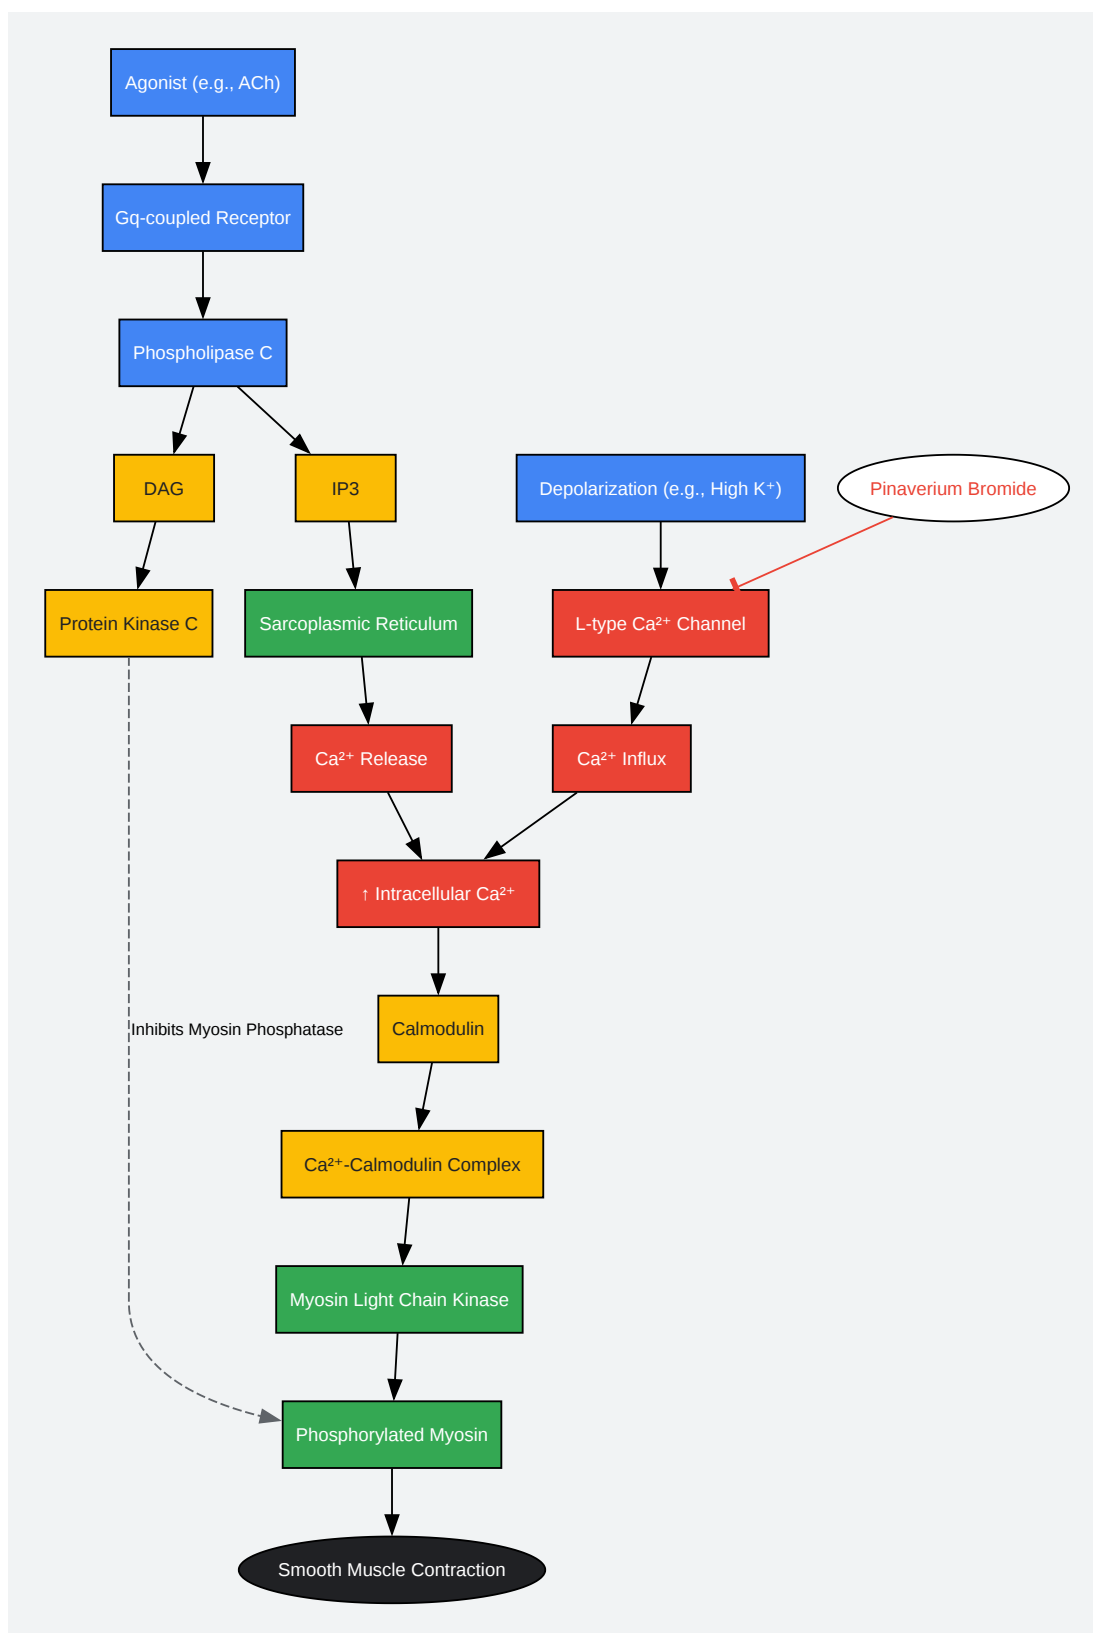 Agonist (e.g., ACh)
Gq-coupled Receptor
Phospholipase C
DAG
IP3
Depolarization (e.g., High K⁺)
Pinaverium Bromide
Protein Kinase C
Sarcoplasmic Reticulum
L-type Ca²⁺ Channel
Ca²⁺ Release
Ca²⁺ Influx
↑ Intracellular Ca²⁺
Inhibits Myosin Phosphatase
Calmodulin
Ca²⁺-Calmodulin Complex
Myosin Light Chain Kinase
Phosphorylated Myosin
Smooth Muscle Contraction